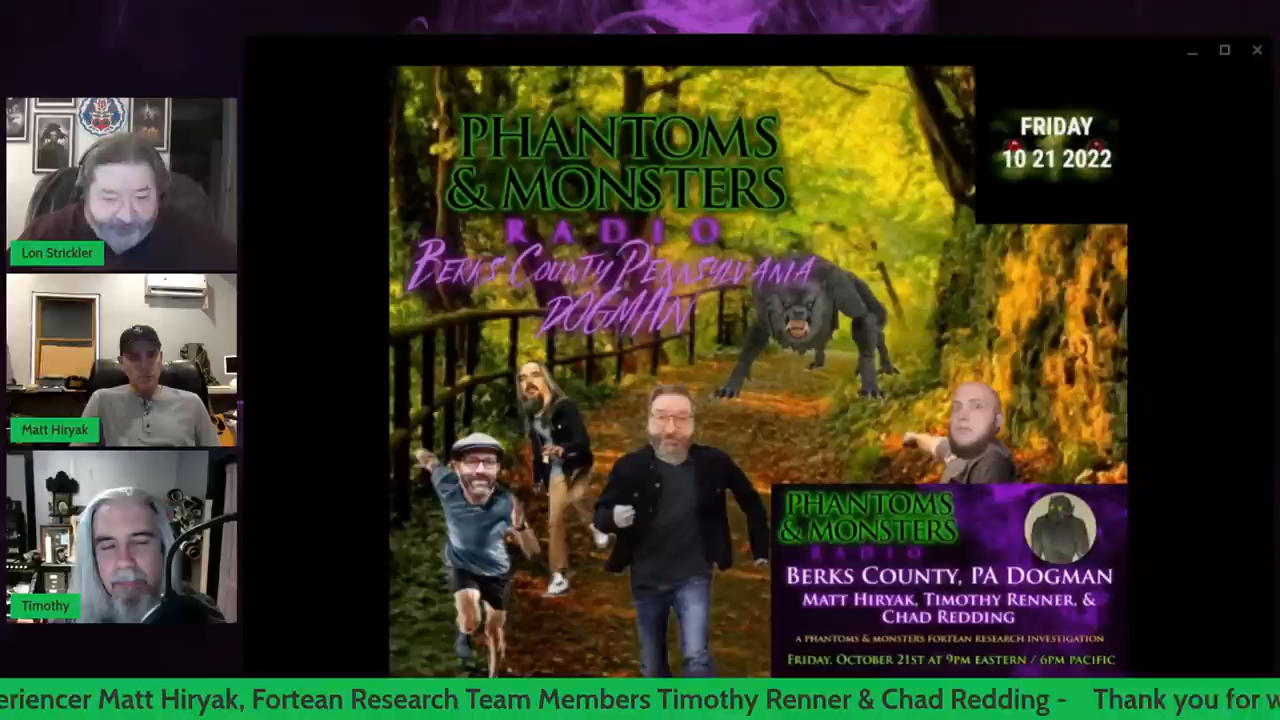 PHANTOMS
& MONSTERS
RADIO
BERKS COUNTY PENNSYLVANIA
DOGMAN
FRIDAY
10 21 2022
Lon Strickler
Matt Hiryak
Timothy
PHANTOMS
& MONSTERS
RADIO
BERKS COUNTY, PA DOGMAN
MATT HIRYAK, TIMOTHY RENNER, &
CHAD REDDING
A PHANTOMS & MONSTERS FORTEAN RESEARCH INVESTIGATION
FRIDAY, OCTOBER 21ST AT 9PM EASTERN / 6PM PACIFIC
eriencer Matt Hiryak, Fortean Research Team Members Timothy Renner & Chad Redding - Thank you for w